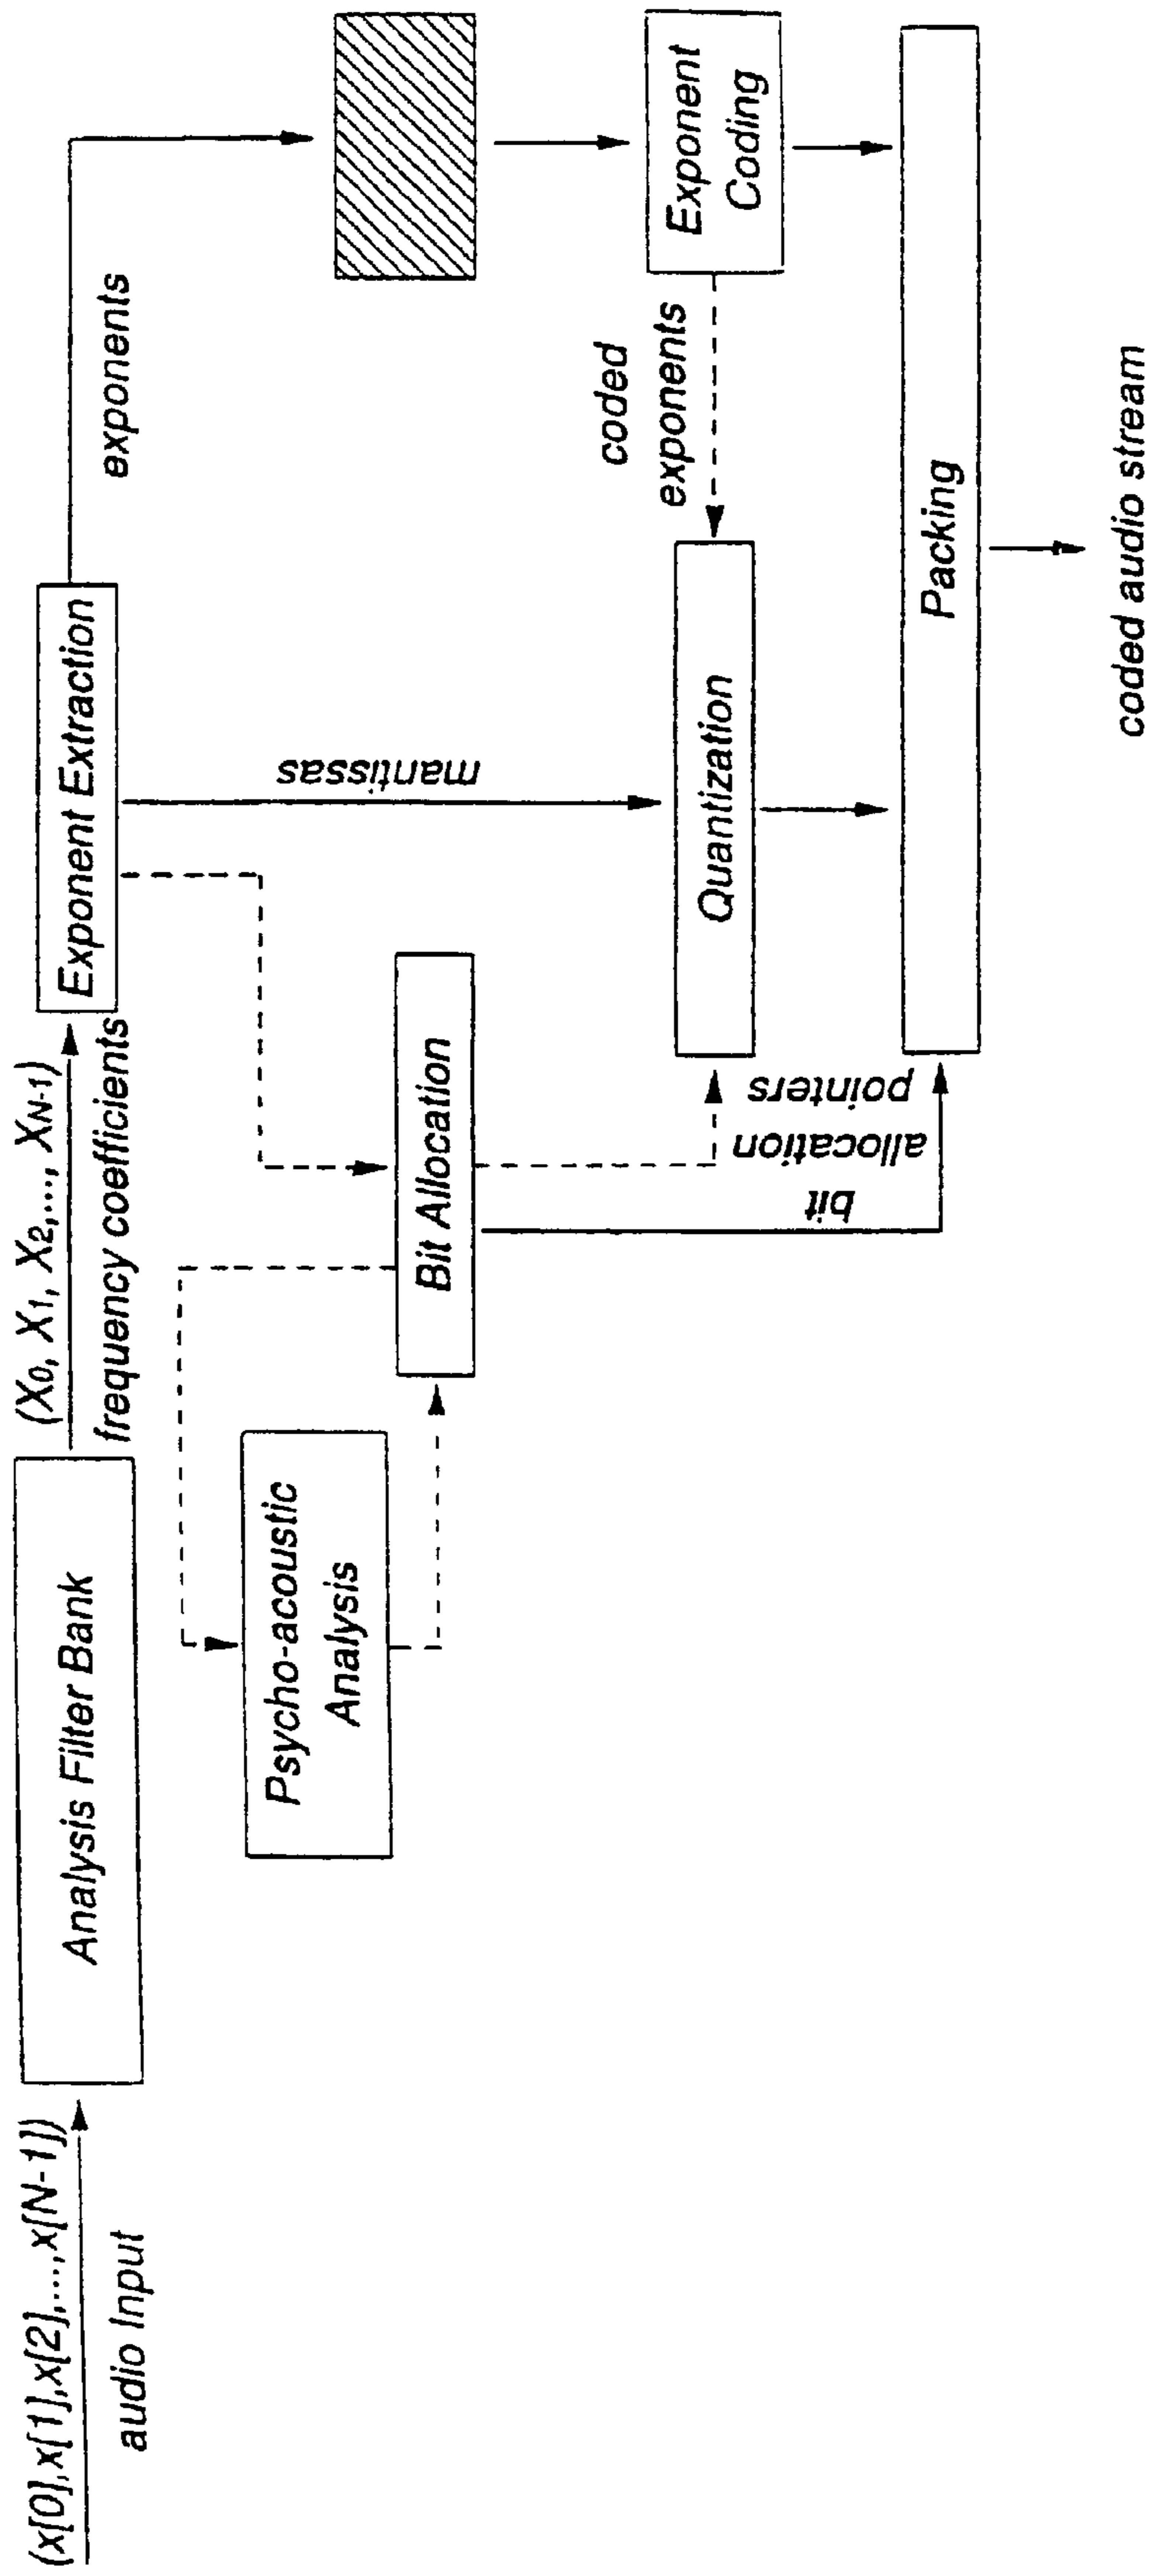 (x[0],x[1],x[2],...,x[N-1])
audio Input
Analysis Filter Bank
(X0, X1, X2,..., XN-1)
frequency coefficients
Exponent Extraction
exponents
Psycho-acoustic
Analysis
Bit Allocation
mantissas
coded
exponents
Exponent
Coding
Quantization
bit
allocation
pointers
Packing
coded audio stream